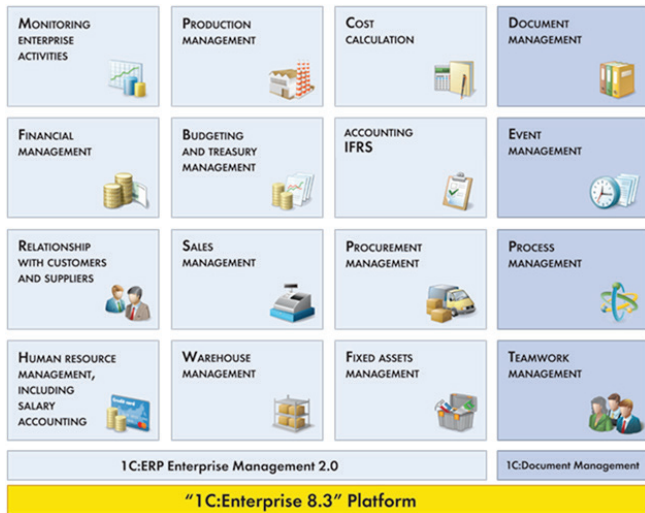 MONITORING
ENTERPRISE
ACTIVITIES
PRODUCTION
MANAGEMENT
COST
CALCULATION
DOCUMENT
MANAGEMENT
FINANCIAL
MANAGEMENT
BUDGETING
AND TREASURY
MANAGEMENT
ACCOUNTING
IFRS
EVENT
MANAGEMENT
RELATIONSHIP
WITH CUSTOMERS
AND SUPPLIERS
SALES
MANAGEMENT
PROCUREMENT
MANAGEMENT
PROCESS
MANAGEMENT
HUMAN RESOURCE
MANAGEMENT,
INCLUDING
SALARY
ACCOUNTING
Credit card
WAREHOUSE
MANAGEMENT
FIXED ASSETS
MANAGEMENT
TEAMWORK
MANAGEMENT
1C:ERP Enterprise Management 2.0
1C:Document Management
“1C:Enterprise 8.3” Platform